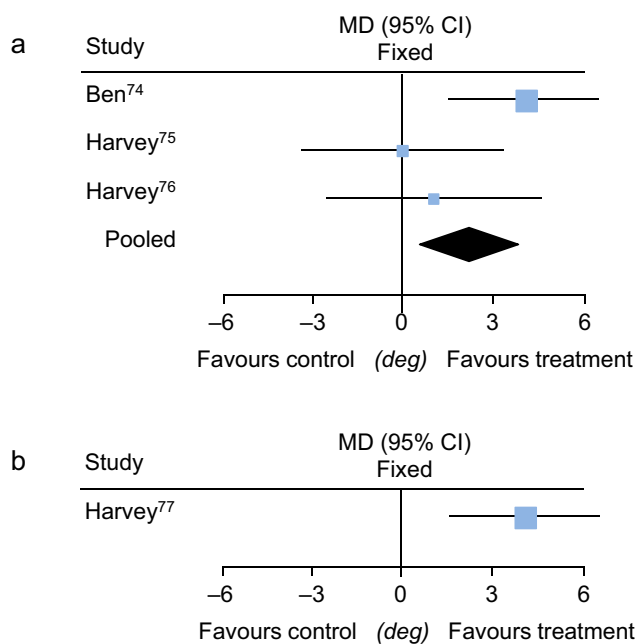 a
MD (95% CI)
Study
Fixed
Ben⁷⁴
Harvey⁷⁵
Harvey⁷⁶
Pooled
–6 –3 0 3 6
Favours control (deg) Favours treatment
b
MD (95% CI)
Study
Fixed
Harvey⁷⁷
–6 –3 0 3 6
Favours control (deg) Favours treatment